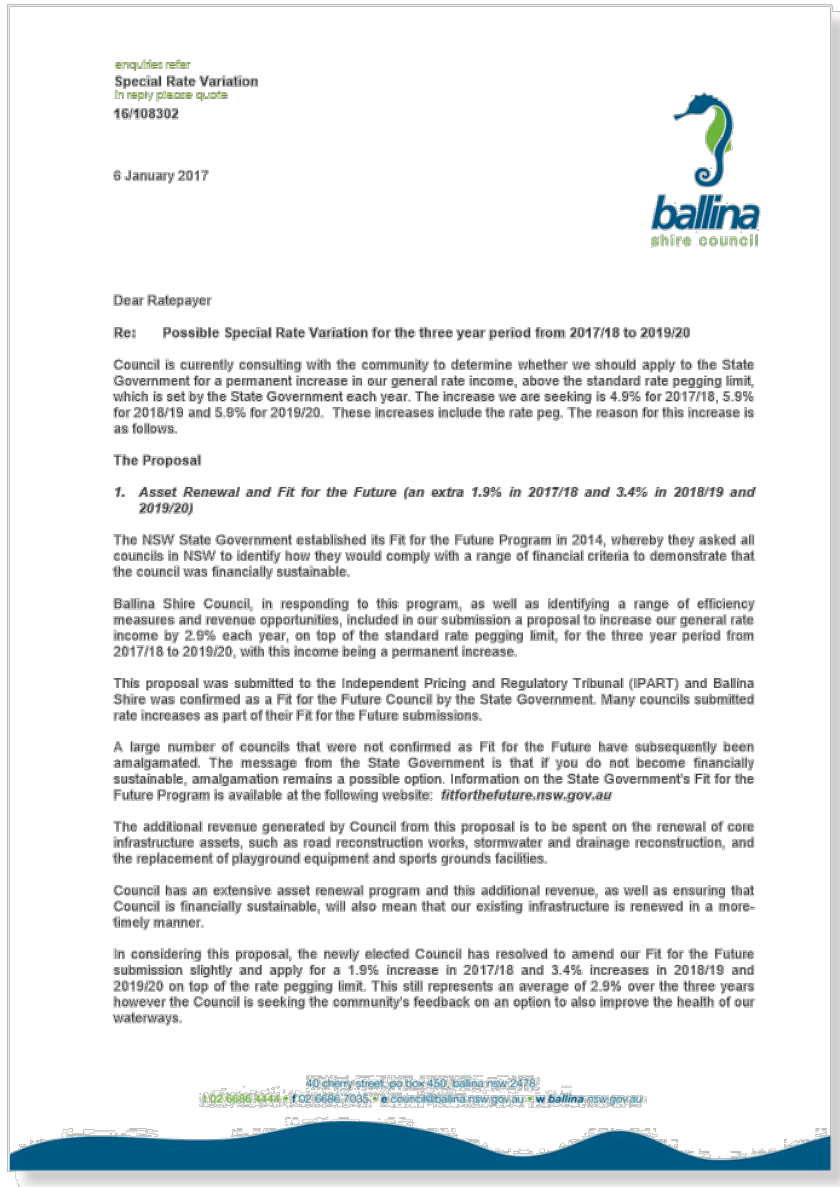 enquiries refer
Special Rate Variation
in reply please quote
16/108302
6 January 2017
ballina
shire council
Dear Ratepayer
Re: Possible Special Rate Variation for the three year period from 2017/18 to 2019/20
Council is currently consulting with the community to determine whether we should apply to the State
Government for a permanent increase in our general rate income, above the standard rate pegging limit,
which is set by the State Government each year. The increase we are seeking is 4.9% for 2017/18, 5.9%
for 2018/19 and 5.9% for 2019/20. These increases include the rate peg. The reason for this increase is
as follows.
The Proposal
1. Asset Renewal and Fit for the Future (an extra 1.9% in 2017/18 and 3.4% in 2018/19 and
2019/20)
The NSW State Government established its Fit for the Future Program in 2014, whereby they asked all
councils in NSW to identify how they would comply with a range of financial criteria to demonstrate that
the council was financially sustainable.
Ballina Shire Council, in responding to this program, as well as identifying a range of efficiency
measures and revenue opportunities, included in our submission a proposal to increase our general rate
income by 2.9% each year, on top of the standard rate pegging limit, for the three year period from
2017/18 to 2019/20, with this income being a permanent increase.
This proposal was submitted to the Independent Pricing and Regulatory Tribunal (IPART) and Ballina
Shire was confirmed as a Fit for the Future Council by the State Government. Many councils submitted
rate increases as part of their Fit for the Future submissions.
A large number of councils that were not confirmed as Fit for the Future have subsequently been
amalgamated. The message from the State Government is that if you do not become financially
sustainable, amalgamation remains a possible option. Information on the State Government's Fit for the
Future Program is available at the following website: fitforthefuture.nsw.gov.au
The additional revenue generated by Council from this proposal is to be spent on the renewal of core
infrastructure assets, such as road reconstruction works, stormwater and drainage reconstruction, and
the replacement of playground equipment and sports grounds facilities.
Council has an extensive asset renewal program and this additional revenue, as well as ensuring that
Council is financially sustainable, will also mean that our existing infrastructure is renewed in a more-
timely manner.
In considering this proposal, the newly elected Council has resolved to amend our Fit for the Future
submission slightly and apply for a 1.9% increase in 2017/18 and 3.4% increases in 2018/19 and
2019/20 on top of the rate pegging limit. This still represents an average of 2.9% over the three years
however the Council is seeking the community's feedback on an option to also improve the health of our
waterways.
40 cherry street, po box 450, ballina nsw 2478
t 02 6686 4444 • f 02 6686 7035 • e council@ballina.nsw.gov.au • w ballina.nsw.gov.au